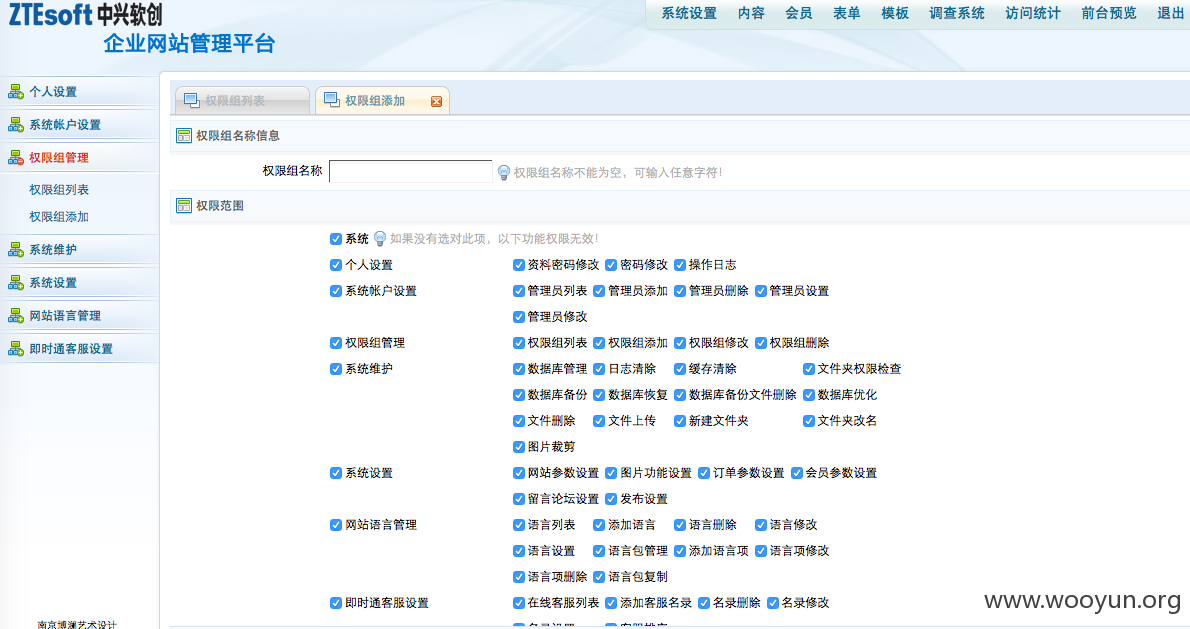 ZTEsoft 中兴软创
企业网站管理平台
系统设置 内容 会员 表单 模板 调查系统 访问统计 前台预览 退出
个人设置
系统帐户设置
权限组管理
权限组列表
权限组添加
系统维护
系统设置
网站语言管理
即时通客服设置
南京博澜艺术设计
权限组列表 权限组添加
权限组名称信息
权限组名称 权限组名称不能为空，可输入任意字符！
权限范围
系统 如果没有选对此项，以下功能权限无效！
个人设置 资料密码修改 密码修改 操作日志
系统帐户设置 管理员列表 管理员添加 管理员删除 管理员设置
管理员修改
权限组管理 权限组列表 权限组添加 权限组修改 权限组删除
系统维护 数据库管理 日志清除 缓存清除 文件夹权限检查
数据库备份 数据库恢复 数据库备份文件删除 数据库优化
文件删除 文件上传 新建文件夹 文件夹改名
图片裁剪
系统设置 网站参数设置 图片功能设置 订单参数设置 会员参数设置
留言论坛设置 发布设置
网站语言管理 语言列表 添加语言 语言删除 语言修改
语言设置 语言包管理 添加语言项 语言项修改
语言项删除 语言包复制
即时通客服设置 在线客服列表 添加客服名录 名录删除 名录修改
www.wooyun.org